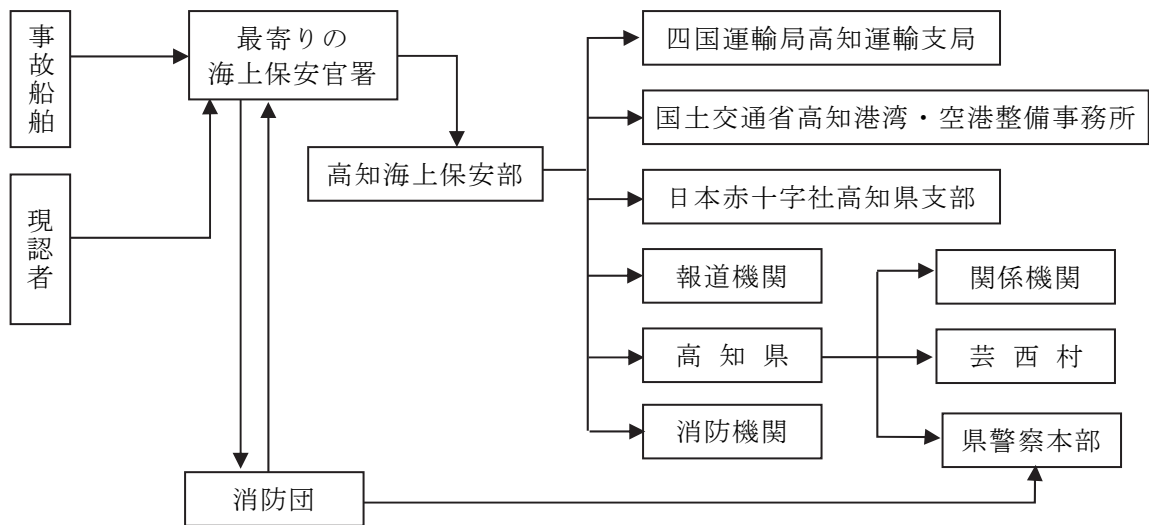 事故船舶
現認者
最寄りの
海上保安官署
高知海上保安部
四国運輸局高知運輸支局
国土交通省高知港湾・空港整備事務所
日本赤十字社高知県支部
報道機関
高知県
消防機関
関係機関
芸西村
県警察本部
消防団